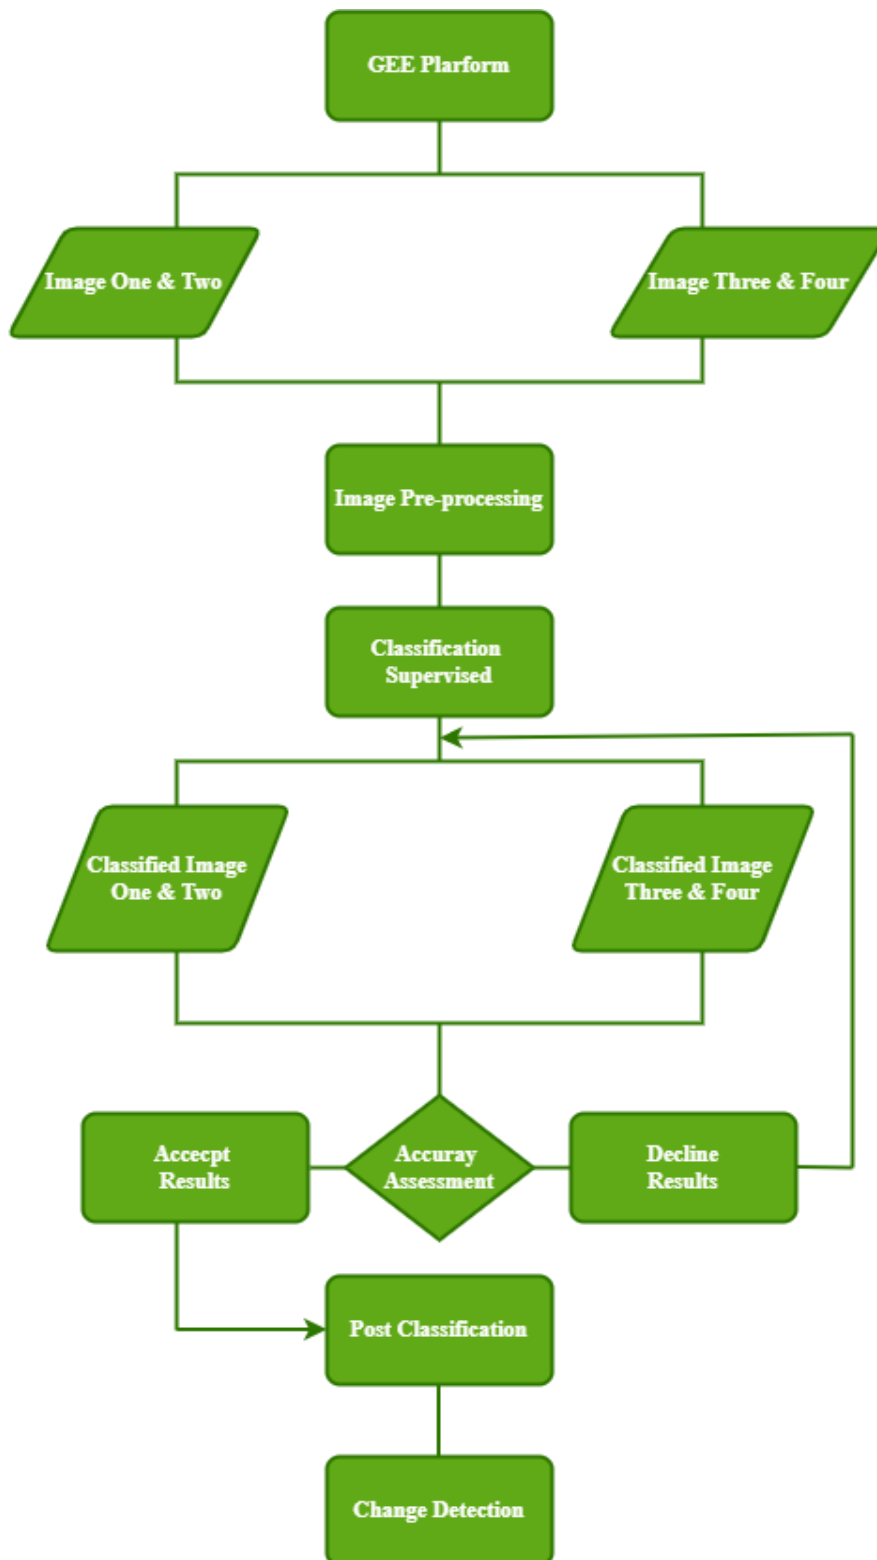 GEE Plarform
Image One & Two
Image Three & Four
Image Pre-processing
Classification
Supervised
Classified Image
One & Two
Classified Image
Three & Four
Accecpt
Results
Accuray
Assessment
Decline
Results
Post Classification
Change Detection